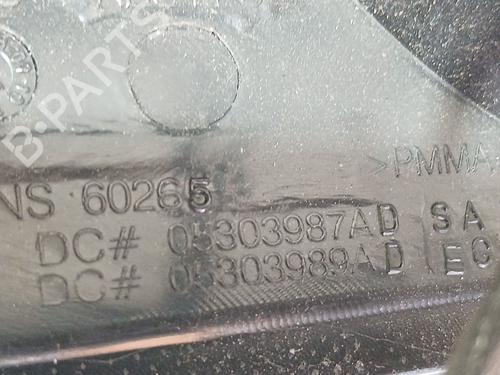 B-PARTS
>PMMA
NS 60265
DC# 05303987AD SA
DC# 05303989AD (EC